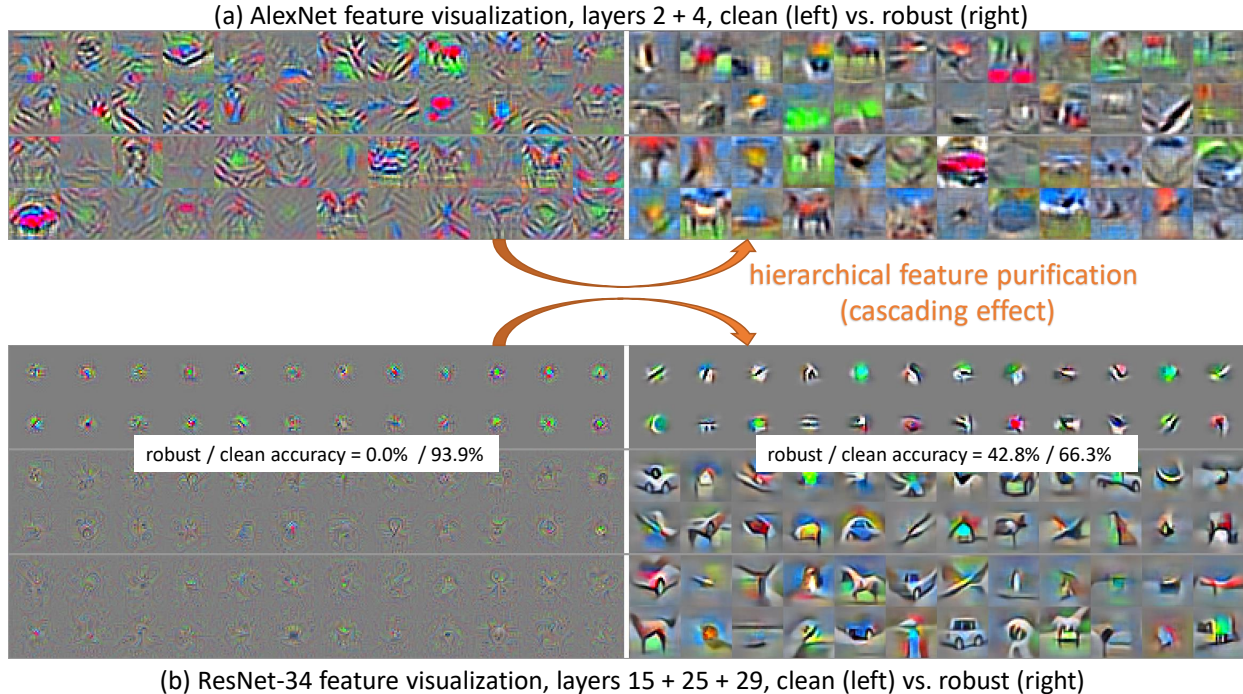 (a) AlexNet feature visualization, layers 2 + 4, clean (left) vs. robust (right)
hierarchical feature purification
(cascading effect)
robust / clean accuracy = 0.0%  / 93.9%
robust / clean accuracy = 42.8% / 66.3%
(b) ResNet-34 feature visualization, layers 15 + 25 + 29, clean (left) vs. robust (right)